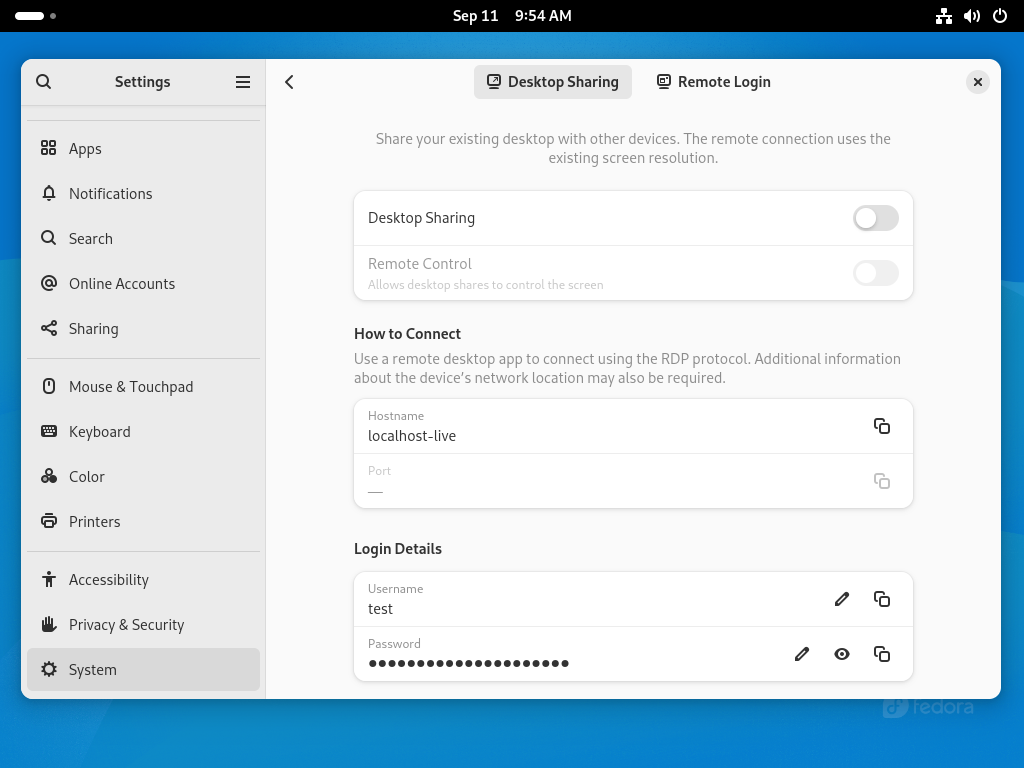 Sep 11 9:54 AM
Settings
Desktop Sharing
Remote Login
Apps
Notifications
Search
Online Accounts
Sharing
Mouse & Touchpad
Keyboard
Color
Printers
Accessibility
Privacy & Security
System
Share your existing desktop with other devices. The remote connection uses the
existing screen resolution.
Desktop Sharing
Remote Control
Allows desktop shares to control the screen
How to Connect
Use a remote desktop app to connect using the RDP protocol. Additional information
about the device’s network location may also be required.
Hostname
localhost-live
Port
—
Login Details
Username
test
Password
●●●●●●●●●●●●●●●●●●●●●
fedora